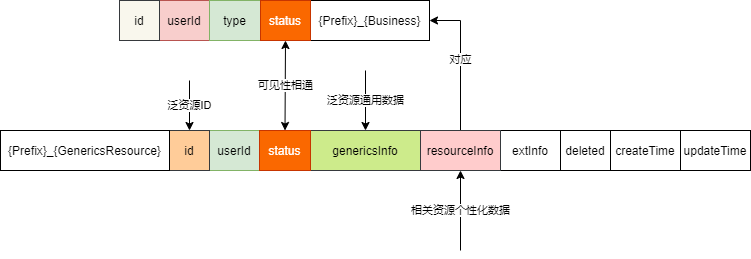 id userId type status {Prefix}_{Business}
可见性相通
对应
泛资源ID
泛资源通用数据
{Prefix}_{GenericsResource} id userId status genericsInfo resourceInfo extInfo deleted createTime updateTime
相关资源个性化数据